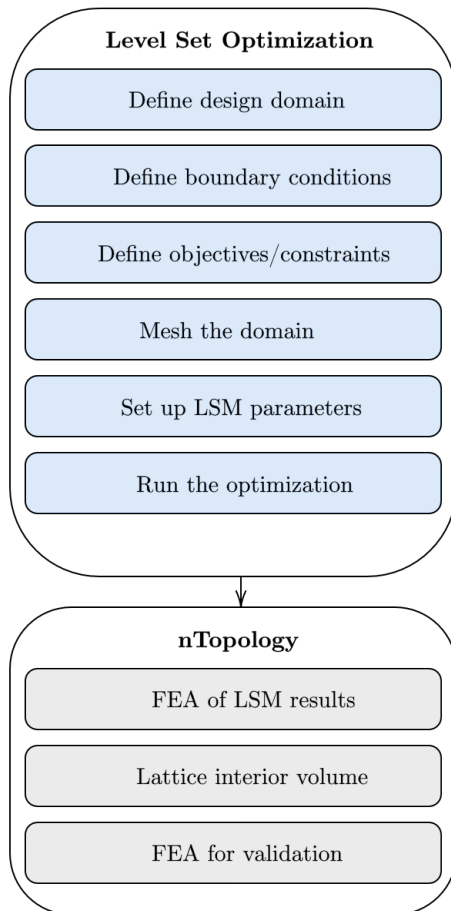 Level Set Optimization
Define design domain
Define boundary conditions
Define objectives/constraints
Mesh the domain
Set up LSM parameters
Run the optimization
nTopology
FEA of LSM results
Lattice interior volume
FEA for validation